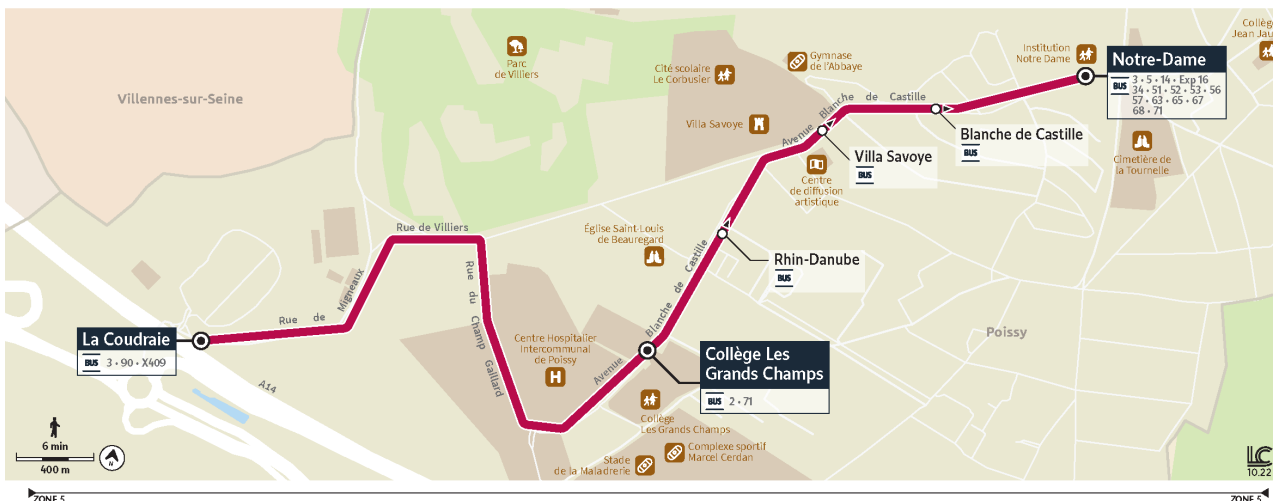 Villennes-sur-Seine
Parc
de Villiers
Cité scolaire
Le Corbusier
Gymnase
de l'Abbaye
Institution
Notre Dame
Collège
Notre-Dame
BUS
3 • 5 • 14 • Exp 16
34 • 51 • 52 • 53 • 56
57 • 63 • 65 • 67
68 • 71
Villa Savoye
Avenue Blanche de Castille
Blanche de Castille
BUS
Villa Savoye
BUS
Centre
de diffusion
artistique
Cimetière de
la Tournelle
Rue de Villiers
Église Saint-Louis
de Beauregard
Rhin-Danube
BUS
Rue de Migneaux
Rue du Champ Gaillard
Avenue Blanche de Castille
Poissy
La Coudraie
BUS 3 • 90 • X409
Centre Hospitalier
Intercommunal
de Poissy
H
Collège Les
Grands Champs
BUS 2 • 71
A14
Collège
Les Grands Champs
Complexe sportif
Marcel Cerdan
Stade
de la Maladrerie
6 min
400 m
LC
10.22
ZONE 5
ZONE 5